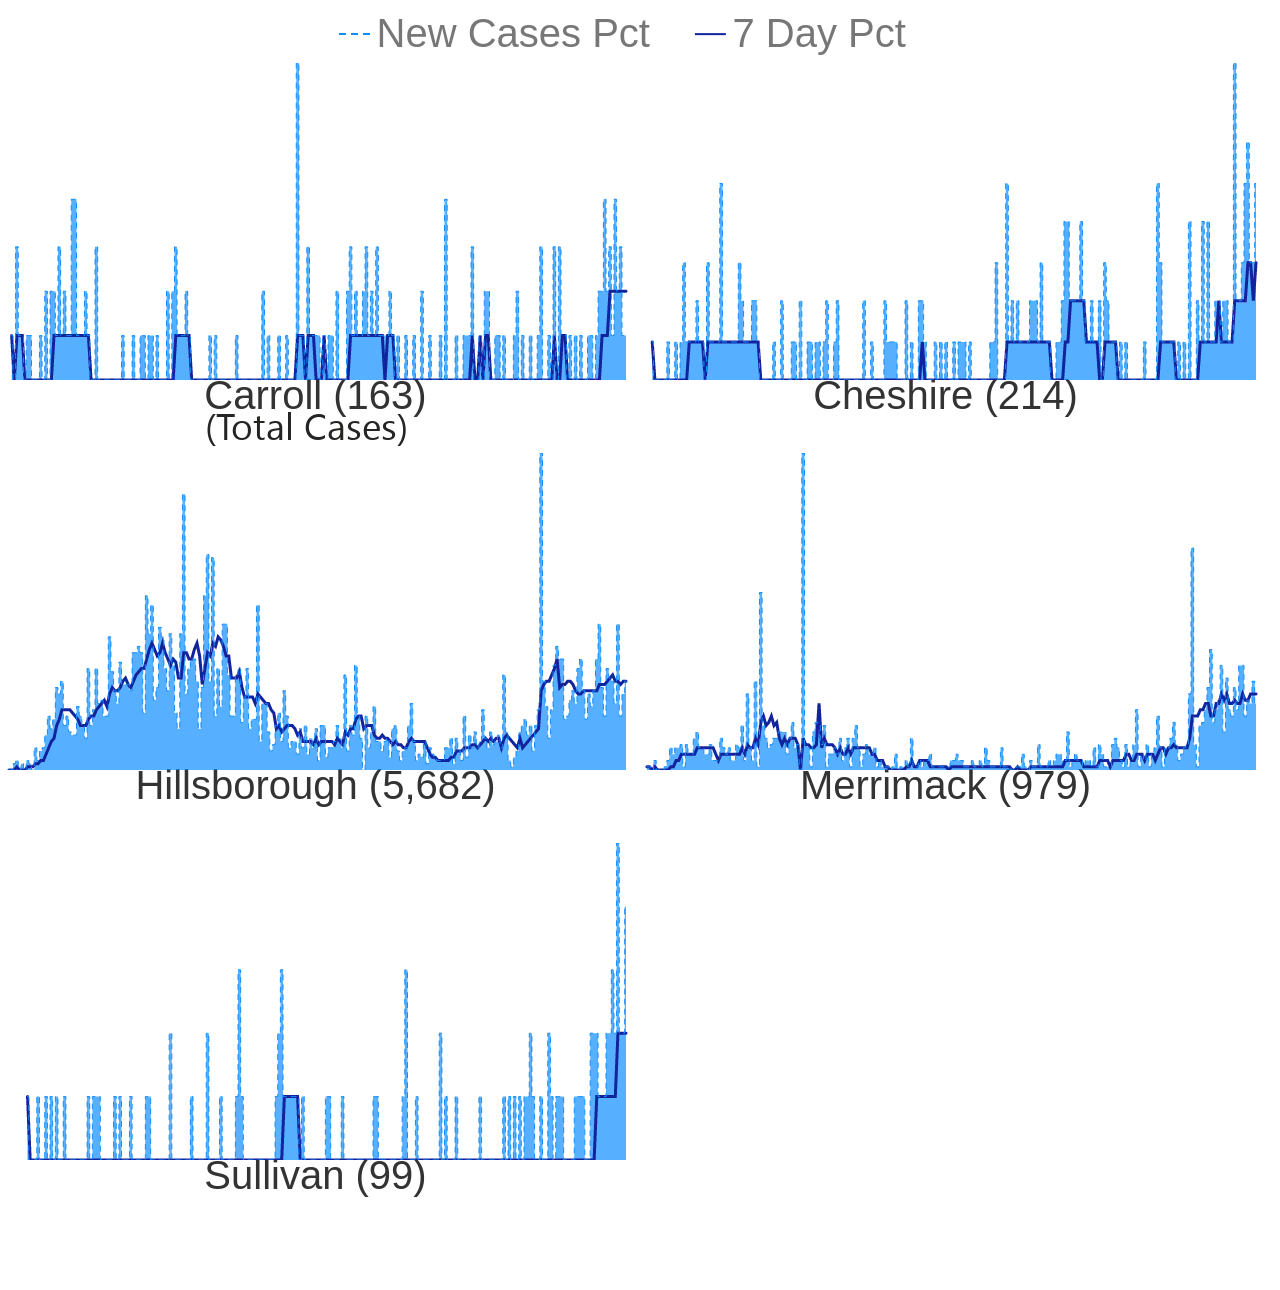 New Cases Pct 7 Day Pct
Carroll (163) Cheshire (214)
(Total Cases)
Hillsborough (5,682) Merrimack (979)
Sullivan (99)